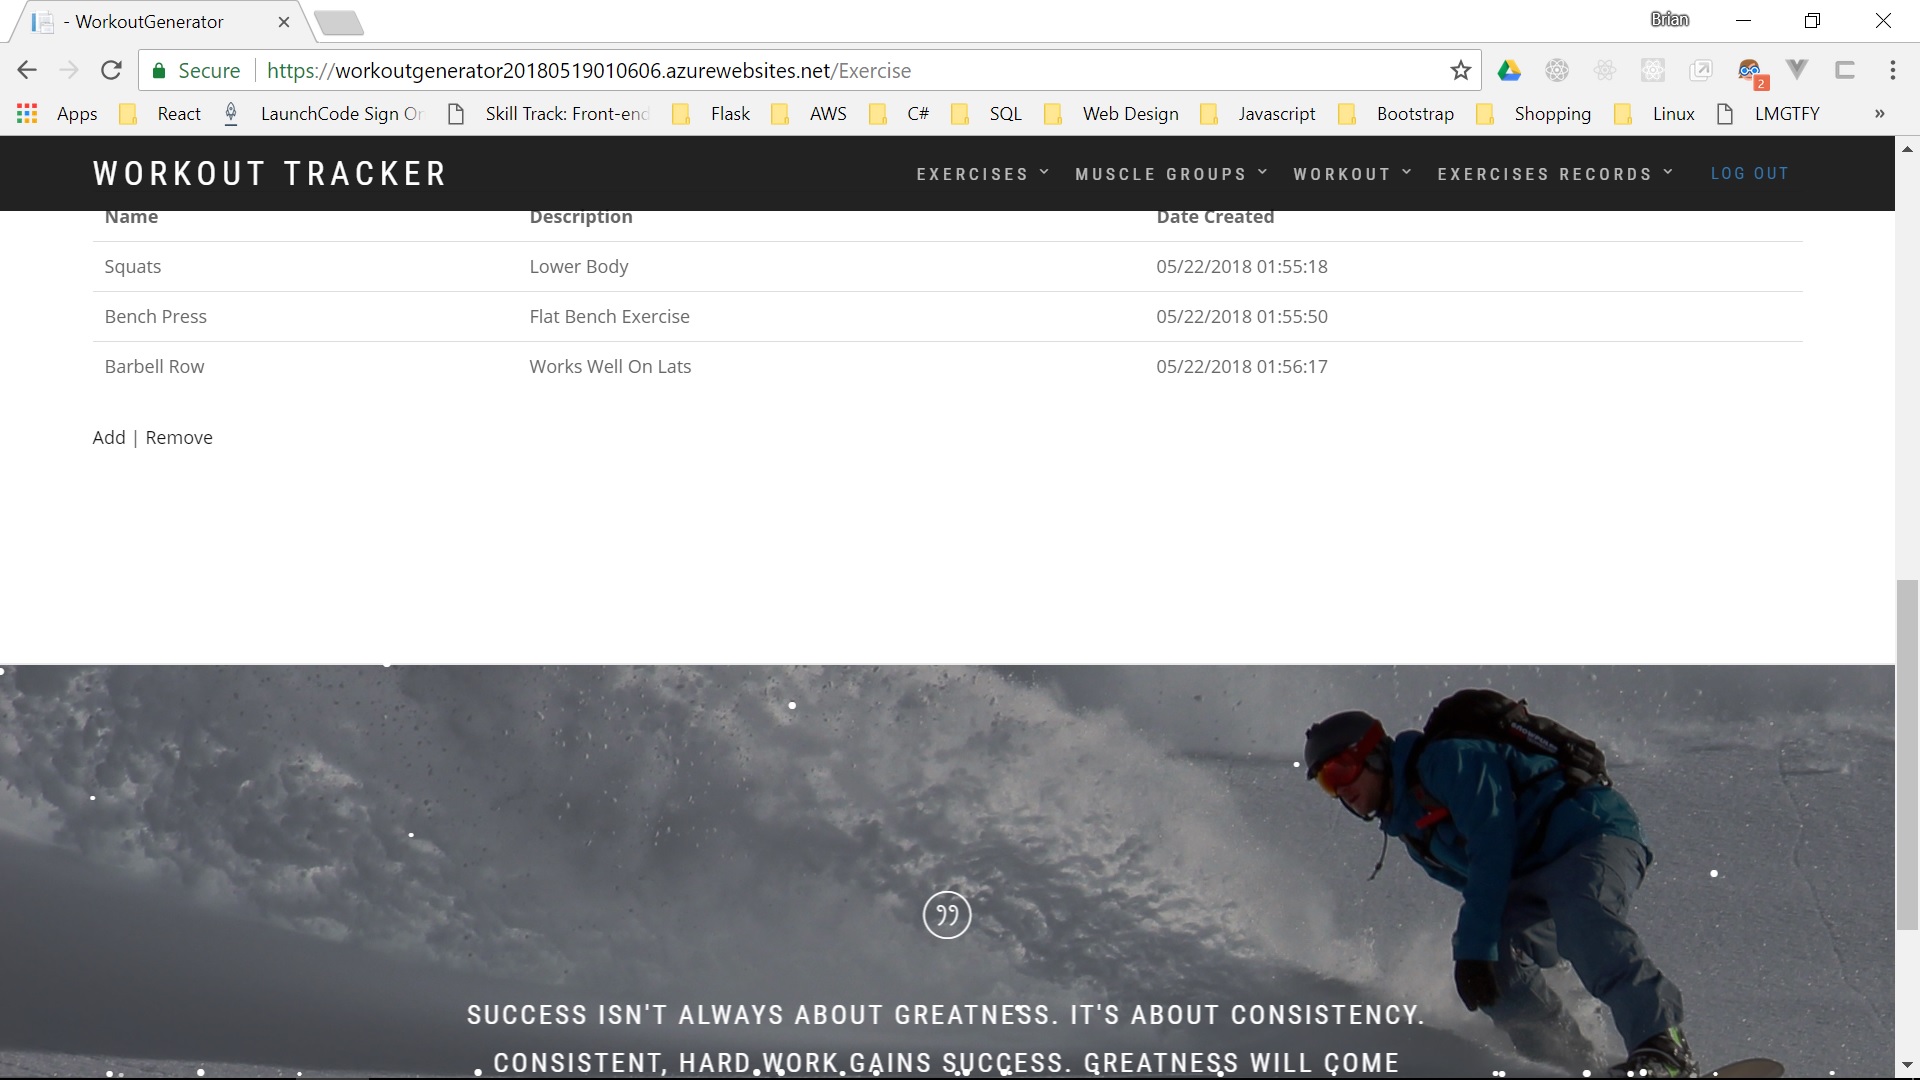 - WorkoutGenerator
Brian
Secure https://workoutgenerator20180519010606.azurewebsites.net/Exercise
2
Apps React LaunchCode Sign Or Skill Track: Front-end Flask AWS C# SQL Web Design Javascript Bootstrap Shopping Linux LMGTFY »
WORKOUT TRACKER EXERCISES MUSCLE GROUPS WORKOUT EXERCISES RECORDS LOG OUT
Name Description Date Created
Squats Lower Body 05/22/2018 01:55:18
Bench Press Flat Bench Exercise 05/22/2018 01:55:50
Barbell Row Works Well On Lats 05/22/2018 01:56:17
Add | Remove
SUCCESS ISN'T ALWAYS ABOUT GREATNESS. IT'S ABOUT CONSISTENCY.
CONSISTENT, HARD WORK GAINS SUCCESS. GREATNESS WILL COME